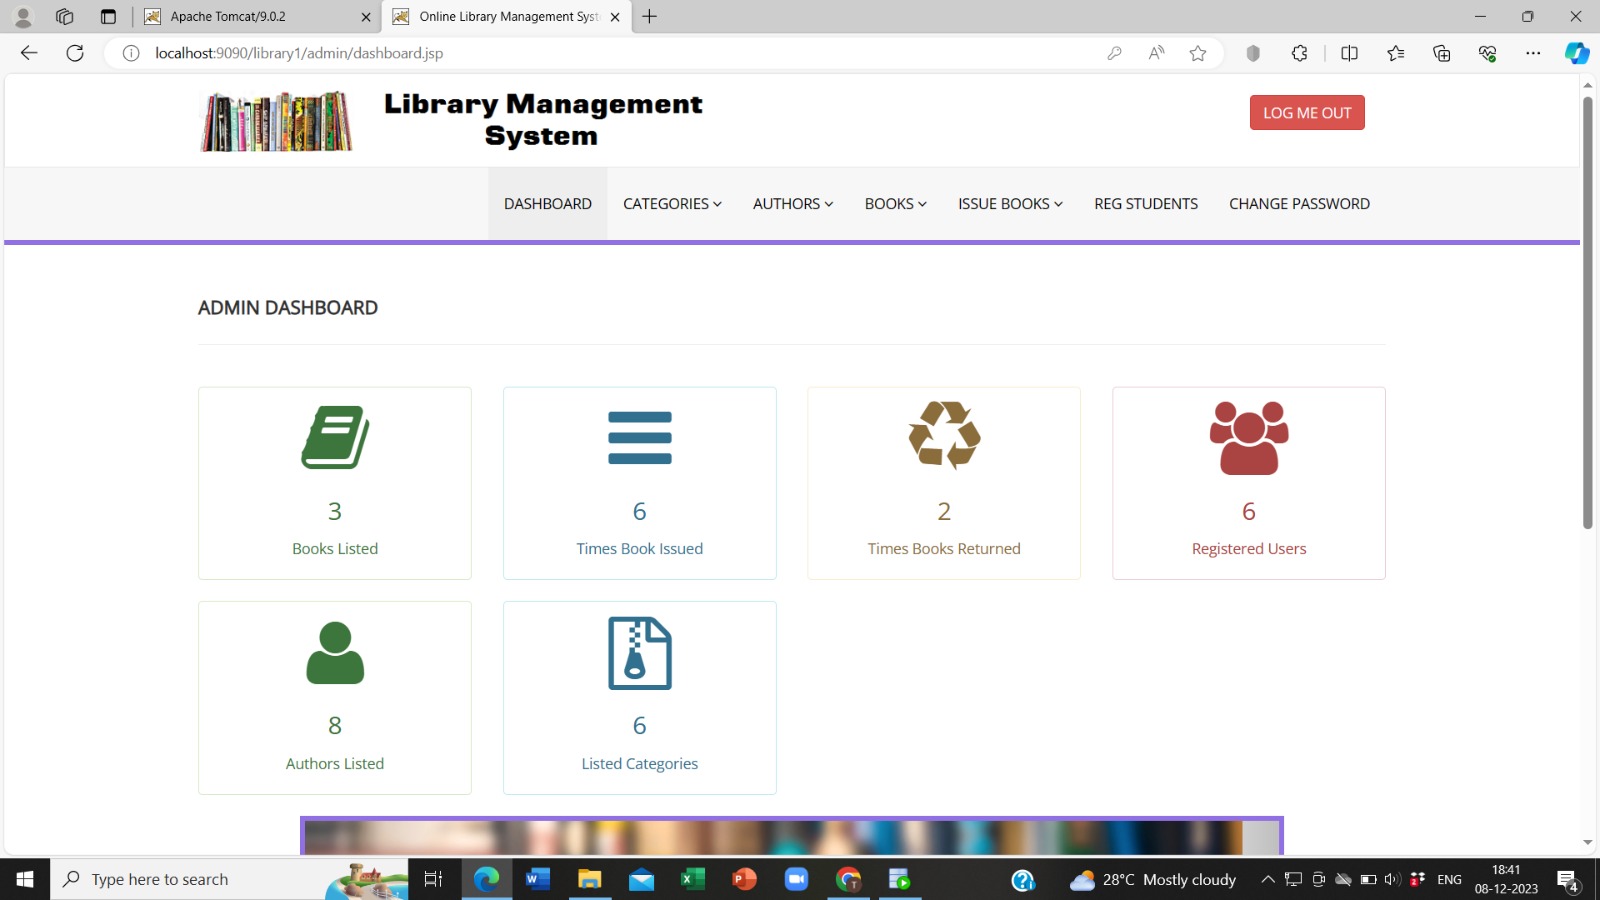 Apache Tomcat/9.0.2
Online Library Management Syst
localhost:9090/library1/admin/dashboard.jsp
Library Management
System
LOG ME OUT
DASHBOARD
CATEGORIES
AUTHORS
BOOKS
ISSUE BOOKS
REG STUDENTS
CHANGE PASSWORD
ADMIN DASHBOARD
3
Books Listed
6
Times Book Issued
2
Times Books Returned
6
Registered Users
8
Authors Listed
6
Listed Categories
Type here to search
28°C Mostly cloudy
ENG
18:41
08-12-2023
4